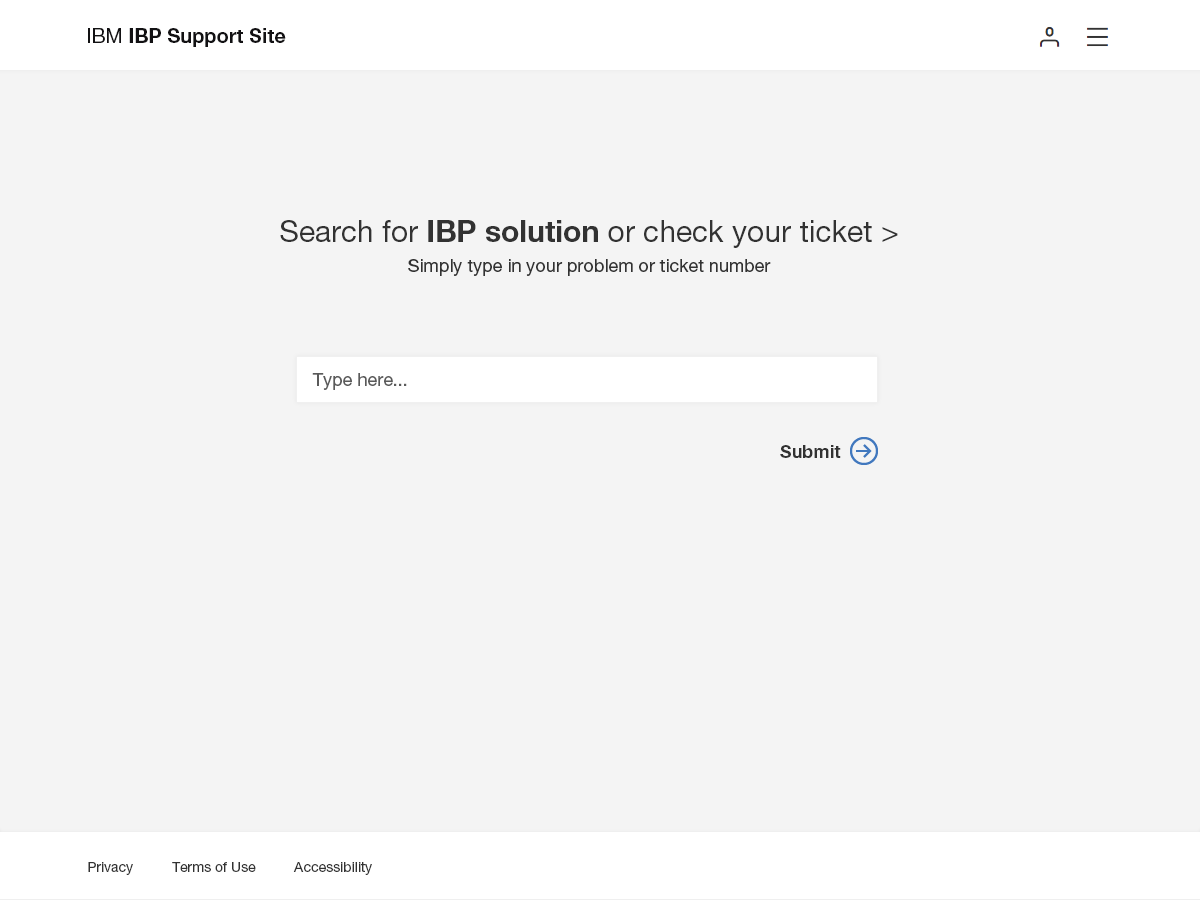 IBM IBP Support Site
Search for IBP solution or check your ticket >
Simply type in your problem or ticket number
Type here...
Submit
Privacy Terms of Use Accessibility